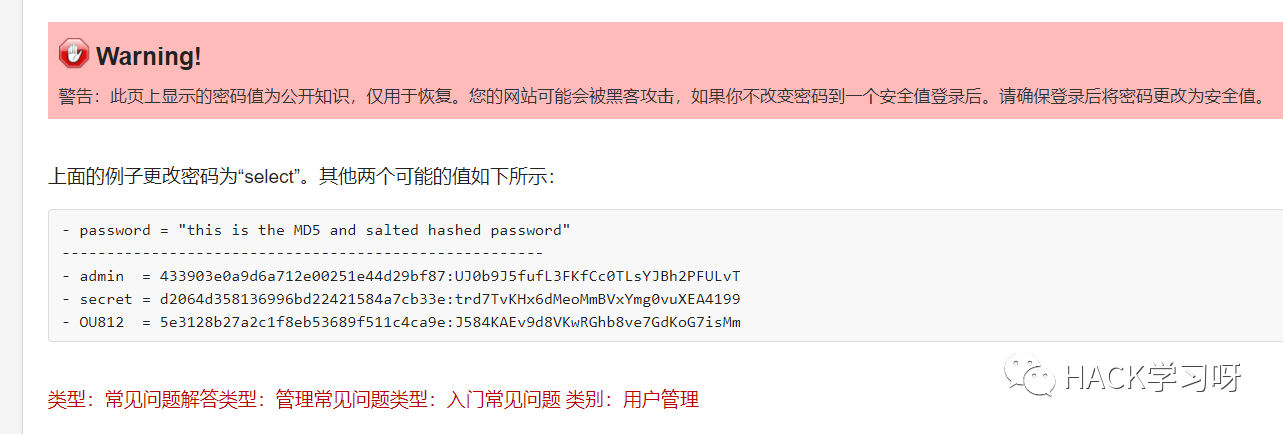 Warning!
警告：此页上显示的密码值为公开知识，仅用于恢复。您的网站可能会被黑客攻击，如果你不改变密码到一个安全值登录后。请确保登录后将密码更改为安全值。
上面的例子更改密码为“select”。其他两个可能的值如下所示：
- password = "this is the MD5 and salted hashed password"
------------------------------------------------------
- admin  = 433903e0a9d6a712e00251e44d29bf87:UJ0b9J5fufL3FKfCc0TLsYJBh2PFULvT
- secret = d2064d358136996bd22421584a7cb33e:trd7TvKHx6dMeoMmBVxYmg0vuXEA4199
- OU812  = 5e3128b27a2c1f8eb53689f511c4ca9e:J584KAEv9d8VKwRGhb8ve7GdKoG7isMm
HACK学习呀
类型：常见问题解答类型：管理常见问题类型：入门常见问题 类别：用户管理